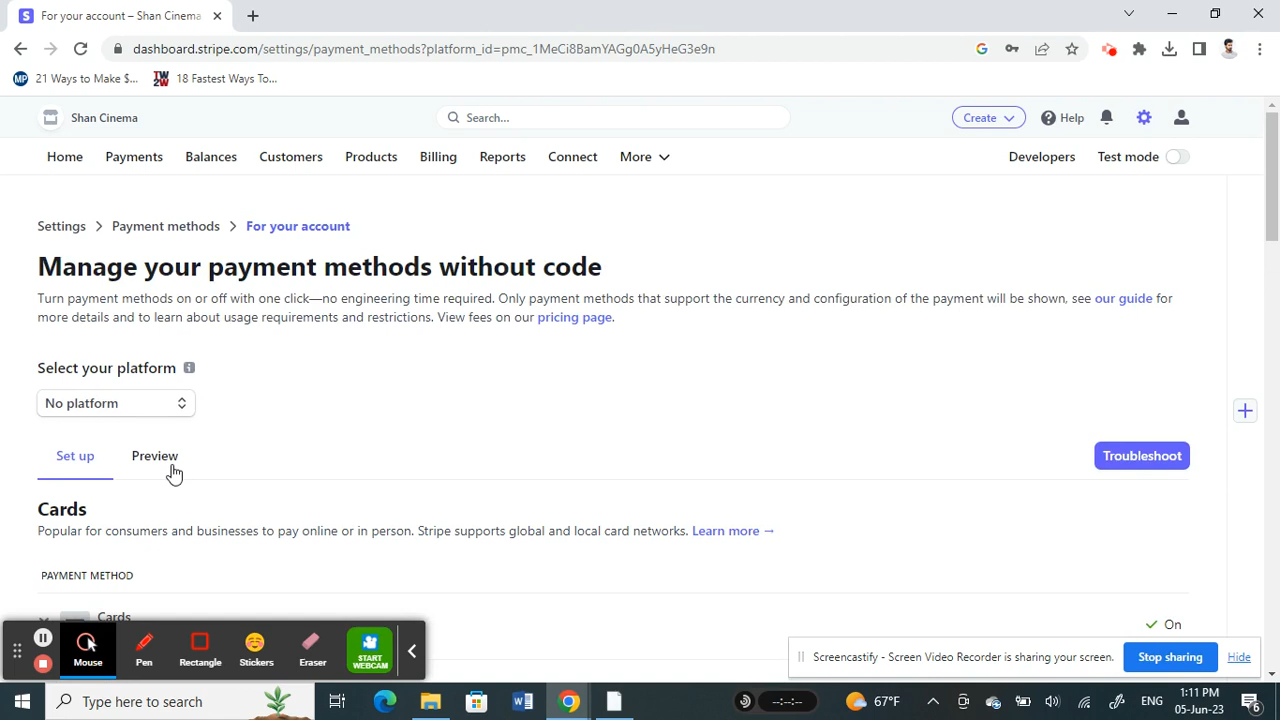 For your account – Shan Cinema
dashboard.stripe.com/settings/payment_methods?platform_id=pmc_1MeCi8BamYAGg0A5yHeG3e9n
MP 21 Ways to Make $...
TW 2W 18 Fastest Ways To...
Shan Cinema
Search...
Create
Help
Home
Payments
Balances
Customers
Products
Billing
Reports
Connect
More
Developers
Test mode
Settings > Payment methods > For your account
Manage your payment methods without code
Turn payment methods on or off with one click—no engineering time required. Only payment methods that support the currency and configuration of the payment will be shown, see our guide for
more details and to learn about usage requirements and restrictions. View fees on our pricing page.
Select your platform
No platform
Set up
Preview
Troubleshoot
Cards
Popular for consumers and businesses to pay online or in person. Stripe supports global and local card networks. Learn more →
PAYMENT METHOD
Cards
On
Mouse
Pen
Rectangle
Stickers
Eraser
START
WEBCAM
Screencastify - Screen Video Recorder is sharing your screen.
Stop sharing
Hide
Type here to search
--:--:--
67°F
ENG
1:11 PM
05-Jun-23
6